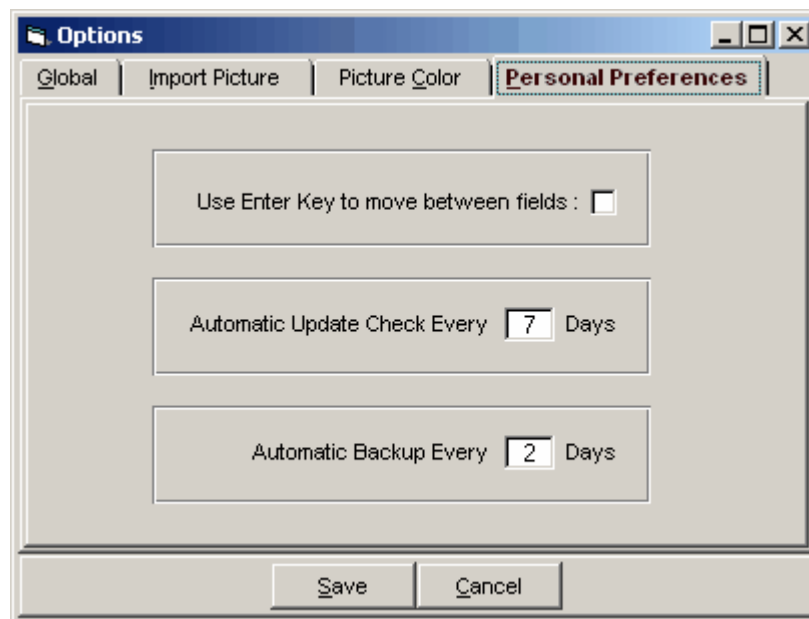 Options
Global Import Picture Picture Color Personal Preferences
Use Enter Key to move between fields :
Automatic Update Check Every 7 Days
Automatic Backup Every 2 Days
Save Cancel